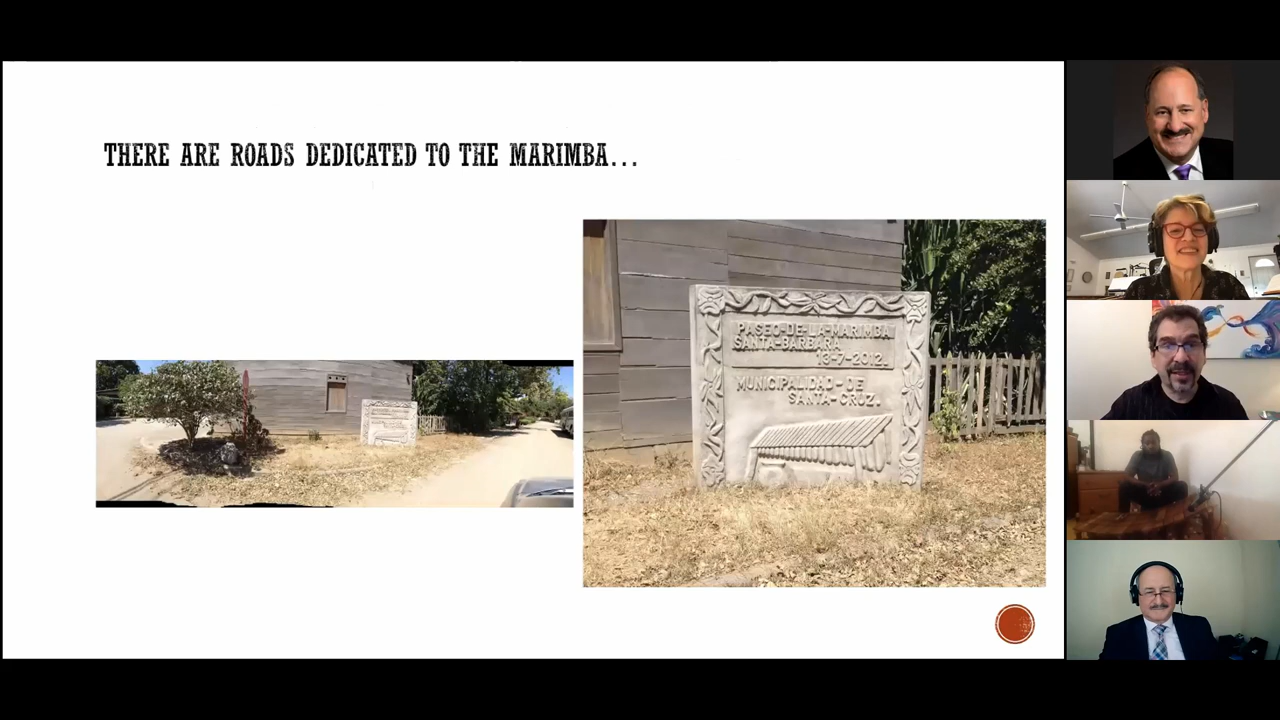 THERE ARE ROADS DEDICATED TO THE MARIMBA...
PASEO-DE-LA-MARIMBA
SANTA-BARBARA
13-7-2012.
MUNICIPALIDAD-DE
SANTA-CRUZ.